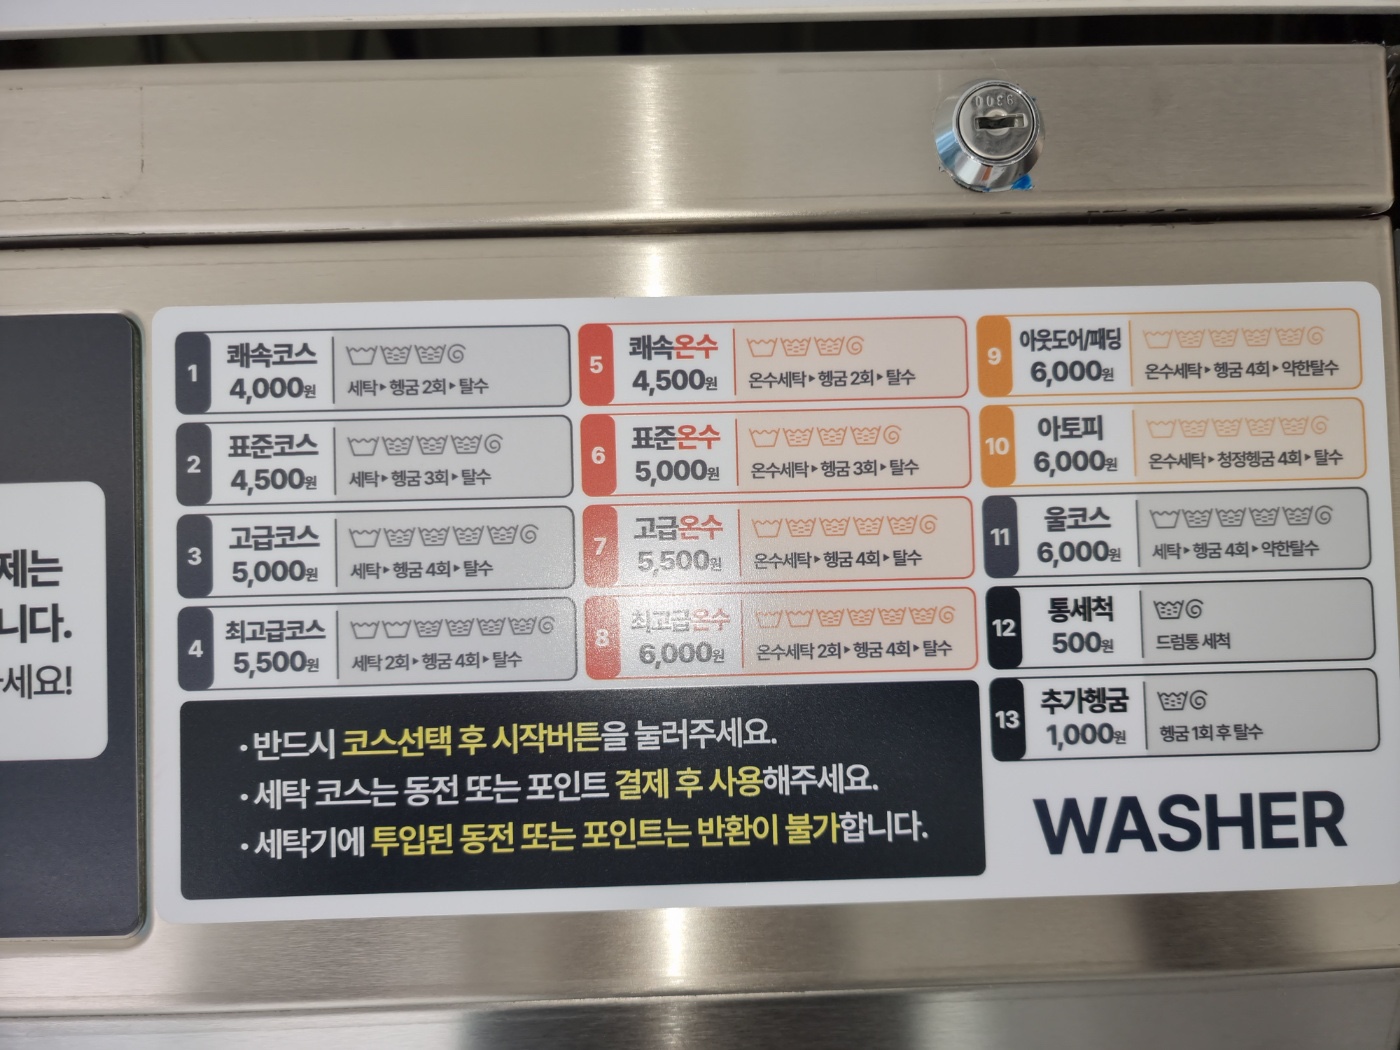 9300
제는
니다.
세요!
1 쾌속코스 4,000원
세탁▸헹굼 2회▸탈수
2 표준코스 4,500원
세탁▸헹굼 3회▸탈수
3 고급코스 5,000원
세탁▸헹굼 4회▸탈수
4 최고급코스 5,500원
세탁 2회▸헹굼 4회▸탈수
5 쾌속온수 4,500원
온수세탁▸헹굼 2회▸탈수
6 표준온수 5,000원
온수세탁▸헹굼 3회▸탈수
7 고급온수 5,500원
온수세탁▸헹굼 4회▸탈수
8 최고급온수 6,000원
온수세탁 2회▸헹굼 4회▸탈수
9 아웃도어/패딩 6,000원
온수세탁▸헹굼 4회▸약한탈수
10 아토피 6,000원
온수세탁▸청정헹굼 4회▸탈수
11 울코스 6,000원
세탁▸헹굼 4회▸약한탈수
12 통세척 500원
드럼통 세척
13 추가헹굼 1,000원
헹굼 1회 후 탈수
· 반드시 코스선택 후 시작버튼을 눌러주세요.
· 세탁 코스는 동전 또는 포인트 결제 후 사용해주세요.
· 세탁기에 투입된 동전 또는 포인트는 반환이 불가합니다.
WASHER